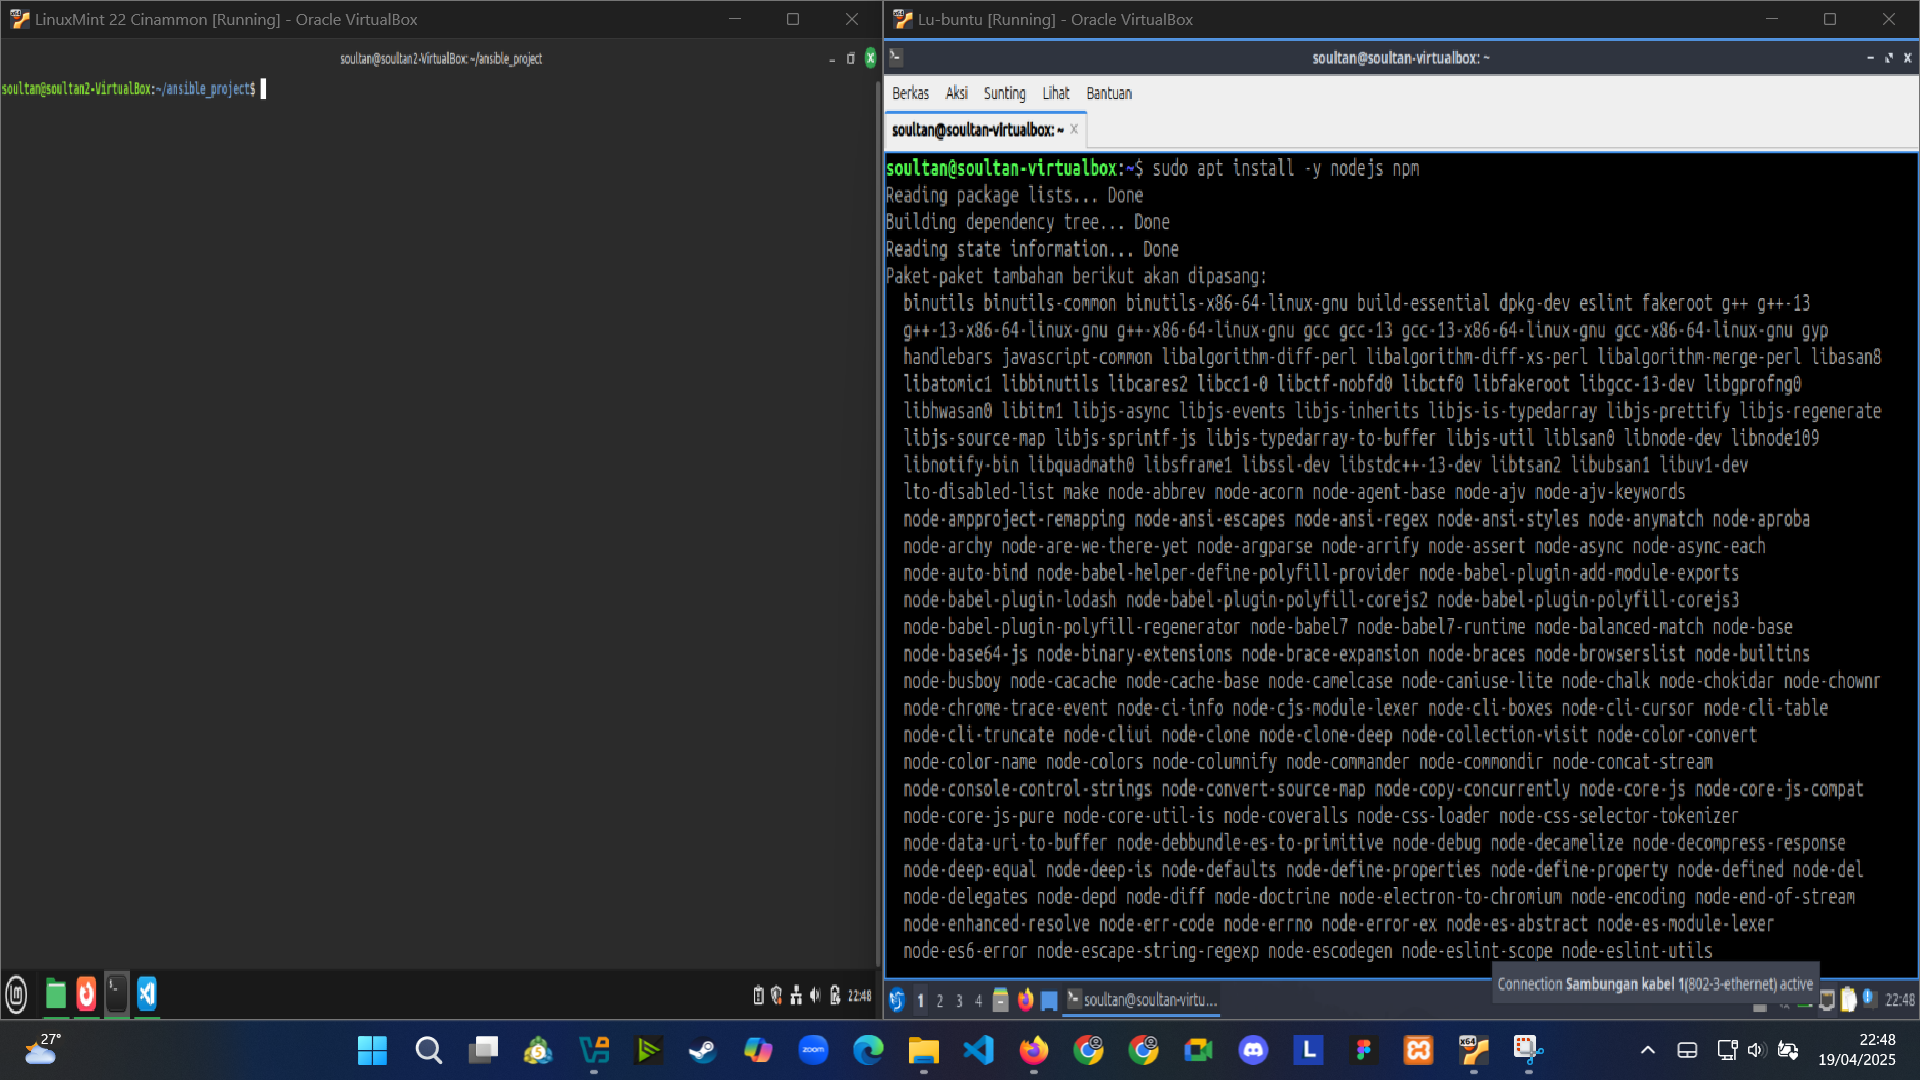 LinuxMint 22 Cinammon [Running] - Oracle VirtualBox
soultan@soultan2-VirtualBox: ~/ansible_project
soultan@soultan2-VirtualBox:~/ansible_project$
22:48
Lu-buntu [Running] - Oracle VirtualBox
soultan@soultan-virtualbox: ~
Berkas Aksi Sunting Lihat Bantuan
soultan@soultan-virtualbox: ~
soultan@soultan-virtualbox:~$ sudo apt install -y nodejs npm
Reading package lists... Done
Building dependency tree... Done
Reading state information... Done
Paket-paket tambahan berikut akan dipasang:
binutils binutils-common binutils-x86-64-linux-gnu build-essential dpkg-dev eslint fakeroot g++ g++-13
g++-13-x86-64-linux-gnu g++-x86-64-linux-gnu gcc gcc-13 gcc-13-x86-64-linux-gnu gcc-x86-64-linux-gnu gyp
handlebars javascript-common libalgorithm-diff-perl libalgorithm-diff-xs-perl libalgorithm-merge-perl libasan8
libatomic1 libbinutils libcares2 libcc1-0 libctf-nobfd0 libctf0 libfakeroot libgcc-13-dev libgprofng0
libhwasan0 libitm1 libjs-async libjs-events libjs-inherits libjs-is-typedarray libjs-prettify libjs-regenerate
libjs-source-map libjs-sprintf-js libjs-typedarray-to-buffer libjs-util liblsan0 libnode-dev libnode109
libnotify-bin libquadmath0 libsframe1 libssl-dev libstdc++-13-dev libtsan2 libubsan1 libuv1-dev
lto-disabled-list make node-abbrev node-acorn node-agent-base node-ajv node-ajv-keywords
node-ampproject-remapping node-ansi-escapes node-ansi-regex node-ansi-styles node-anymatch node-aproba
node-archy node-are-we-there-yet node-argparse node-arrify node-assert node-async node-async-each
node-auto-bind node-babel-helper-define-polyfill-provider node-babel-plugin-add-module-exports
node-babel-plugin-lodash node-babel-plugin-polyfill-corejs2 node-babel-plugin-polyfill-corejs3
node-babel-plugin-polyfill-regenerator node-babel7 node-babel7-runtime node-balanced-match node-base
node-base64-js node-binary-extensions node-brace-expansion node-braces node-browserslist node-builtins
node-busboy node-cacache node-cache-base node-camelcase node-caniuse-lite node-chalk node-chokidar node-chownr
node-chrome-trace-event node-ci-info node-cjs-module-lexer node-cli-boxes node-cli-cursor node-cli-table
node-cli-truncate node-cliui node-clone node-clone-deep node-collection-visit node-color-convert
node-color-name node-colors node-columnify node-commander node-commondir node-concat-stream
node-console-control-strings node-convert-source-map node-copy-concurrently node-core-js node-core-js-compat
node-core-js-pure node-core-util-is node-coveralls node-css-loader node-css-selector-tokenizer
node-data-uri-to-buffer node-debbundle-es-to-primitive node-debug node-decamelize node-decompress-response
node-deep-equal node-deep-is node-defaults node-define-properties node-define-property node-defined node-del
node-delegates node-depd node-diff node-doctrine node-electron-to-chromium node-encoding node-end-of-stream
node-enhanced-resolve node-err-code node-errno node-error-ex node-es-abstract node-es-module-lexer
node-es6-error node-escape-string-regexp node-escodegen node-eslint-scope node-eslint-utils
Connection Sambungan kabel 1(802-3-ethernet) active
1 2 3 4 soultan@soultan-virtu... 22:48
27°
zoom
L
x64
22:48
19/04/2025